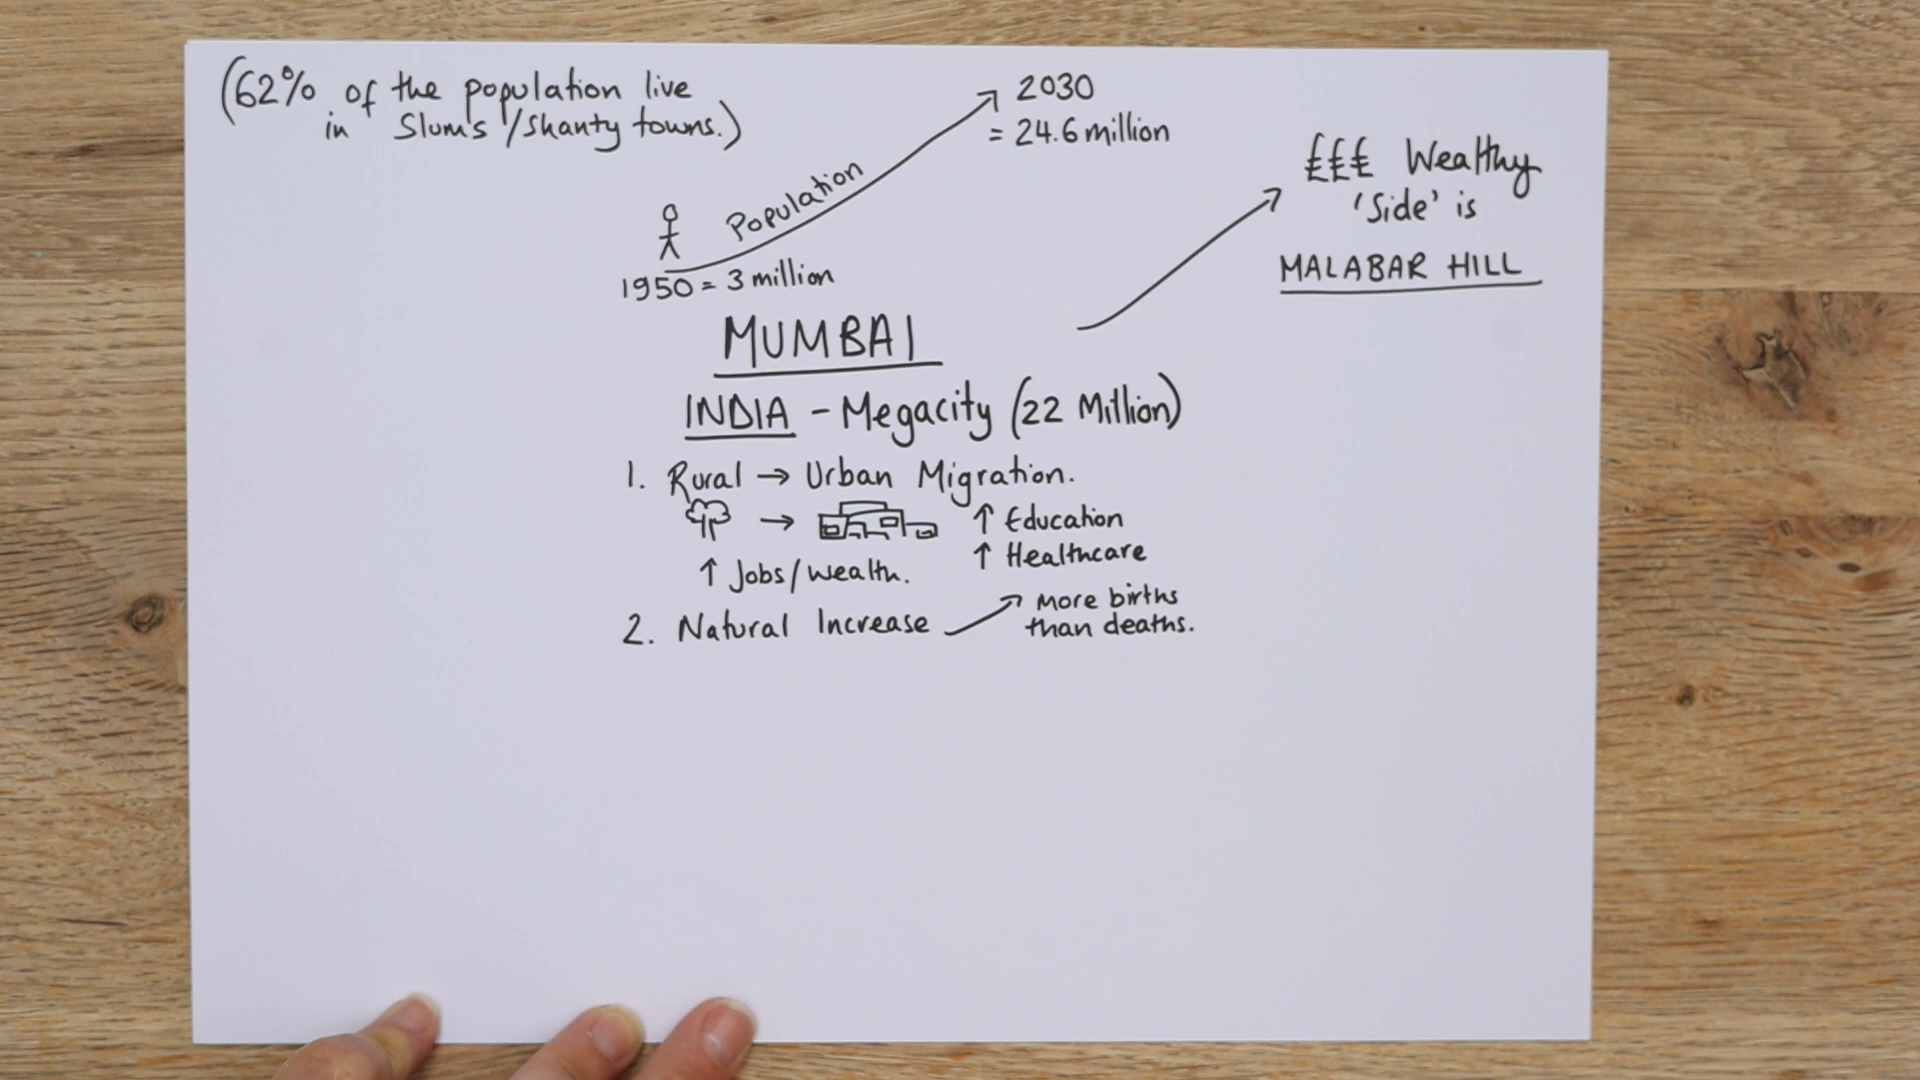 (62% of the population live
in Slums/Shanty towns.)
2030
= 24.6 million
Population
1950 = 3 million
£££ Wealthy
'Side' is
MALABAR HILL
MUMBAI
INDIA - Megacity (22 Million)
1. Rural → Urban Migration.
→
↑ Education
↑ Healthcare
↑ Jobs/wealth.
2. Natural Increase
more births
than deaths.